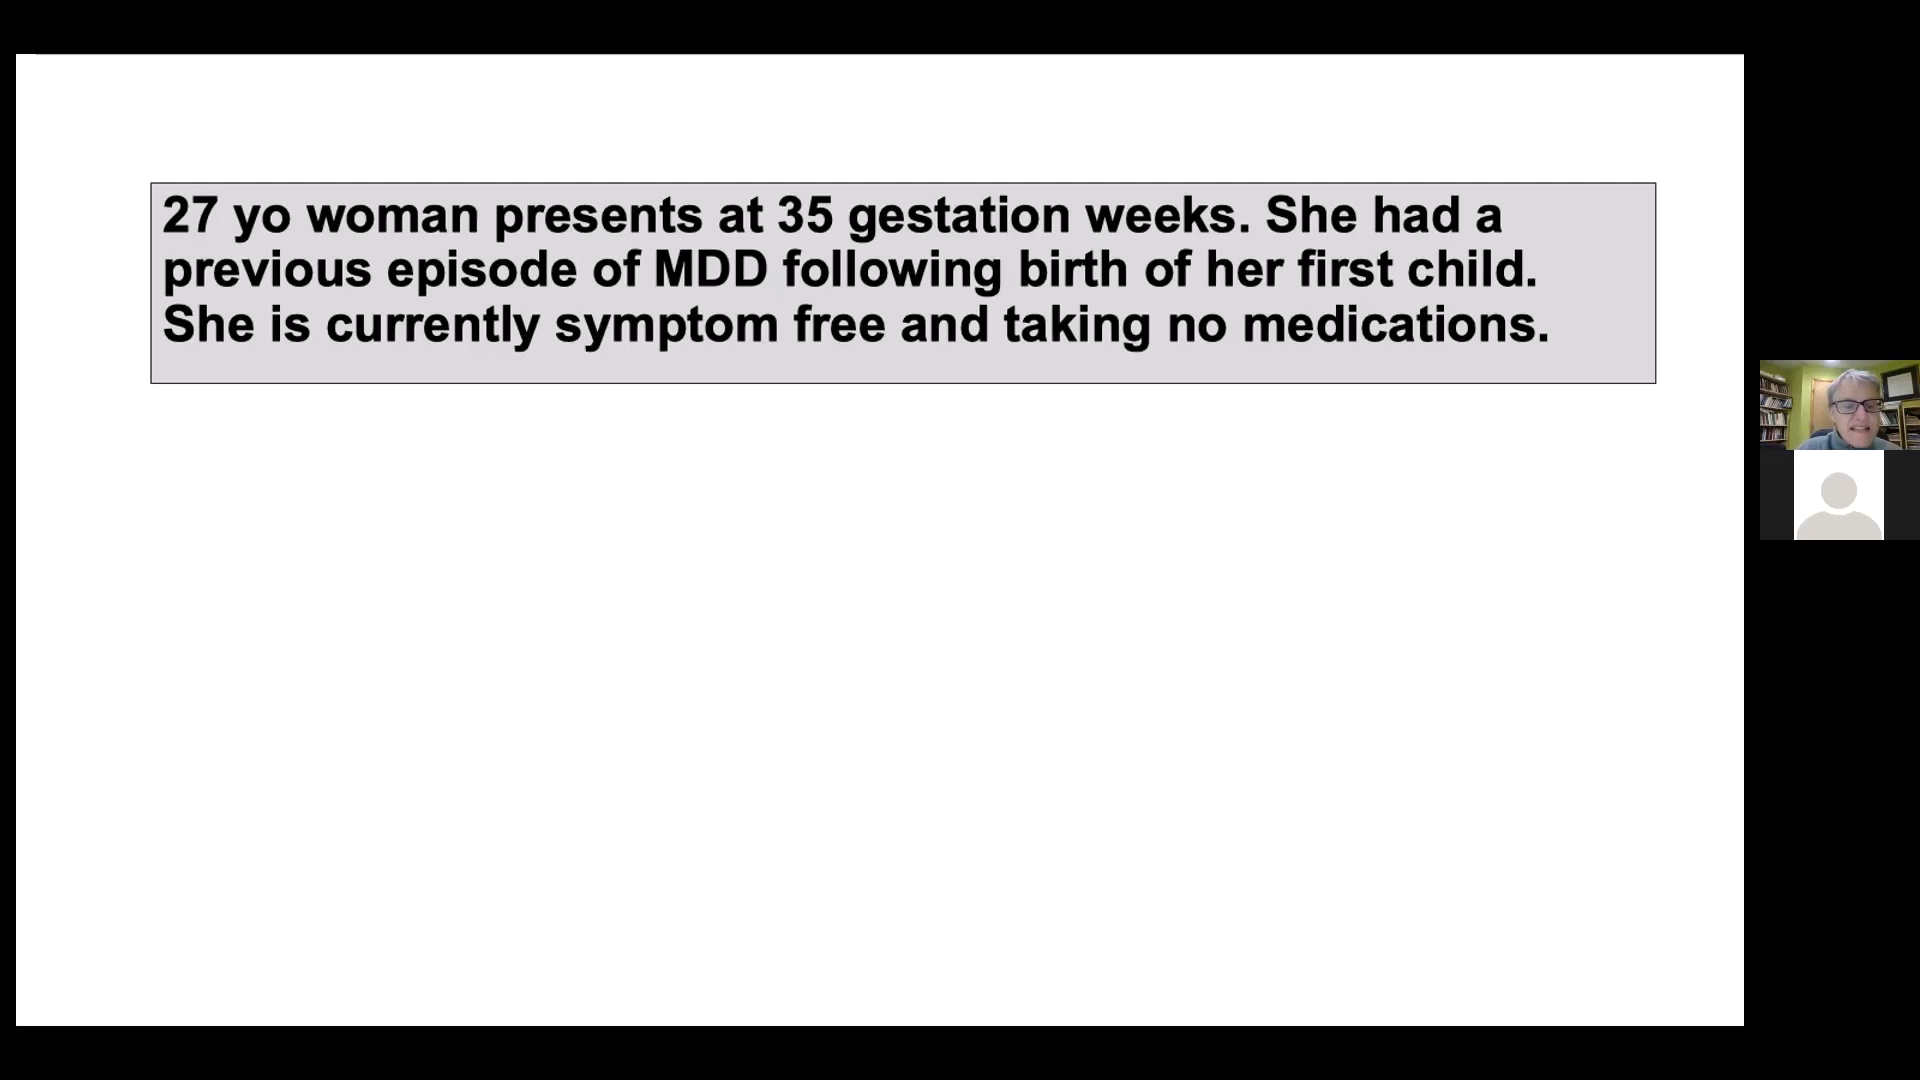 27 yo woman presents at 35 gestation weeks. She had a
previous episode of MDD following birth of her first child.
She is currently symptom free and taking no medications.